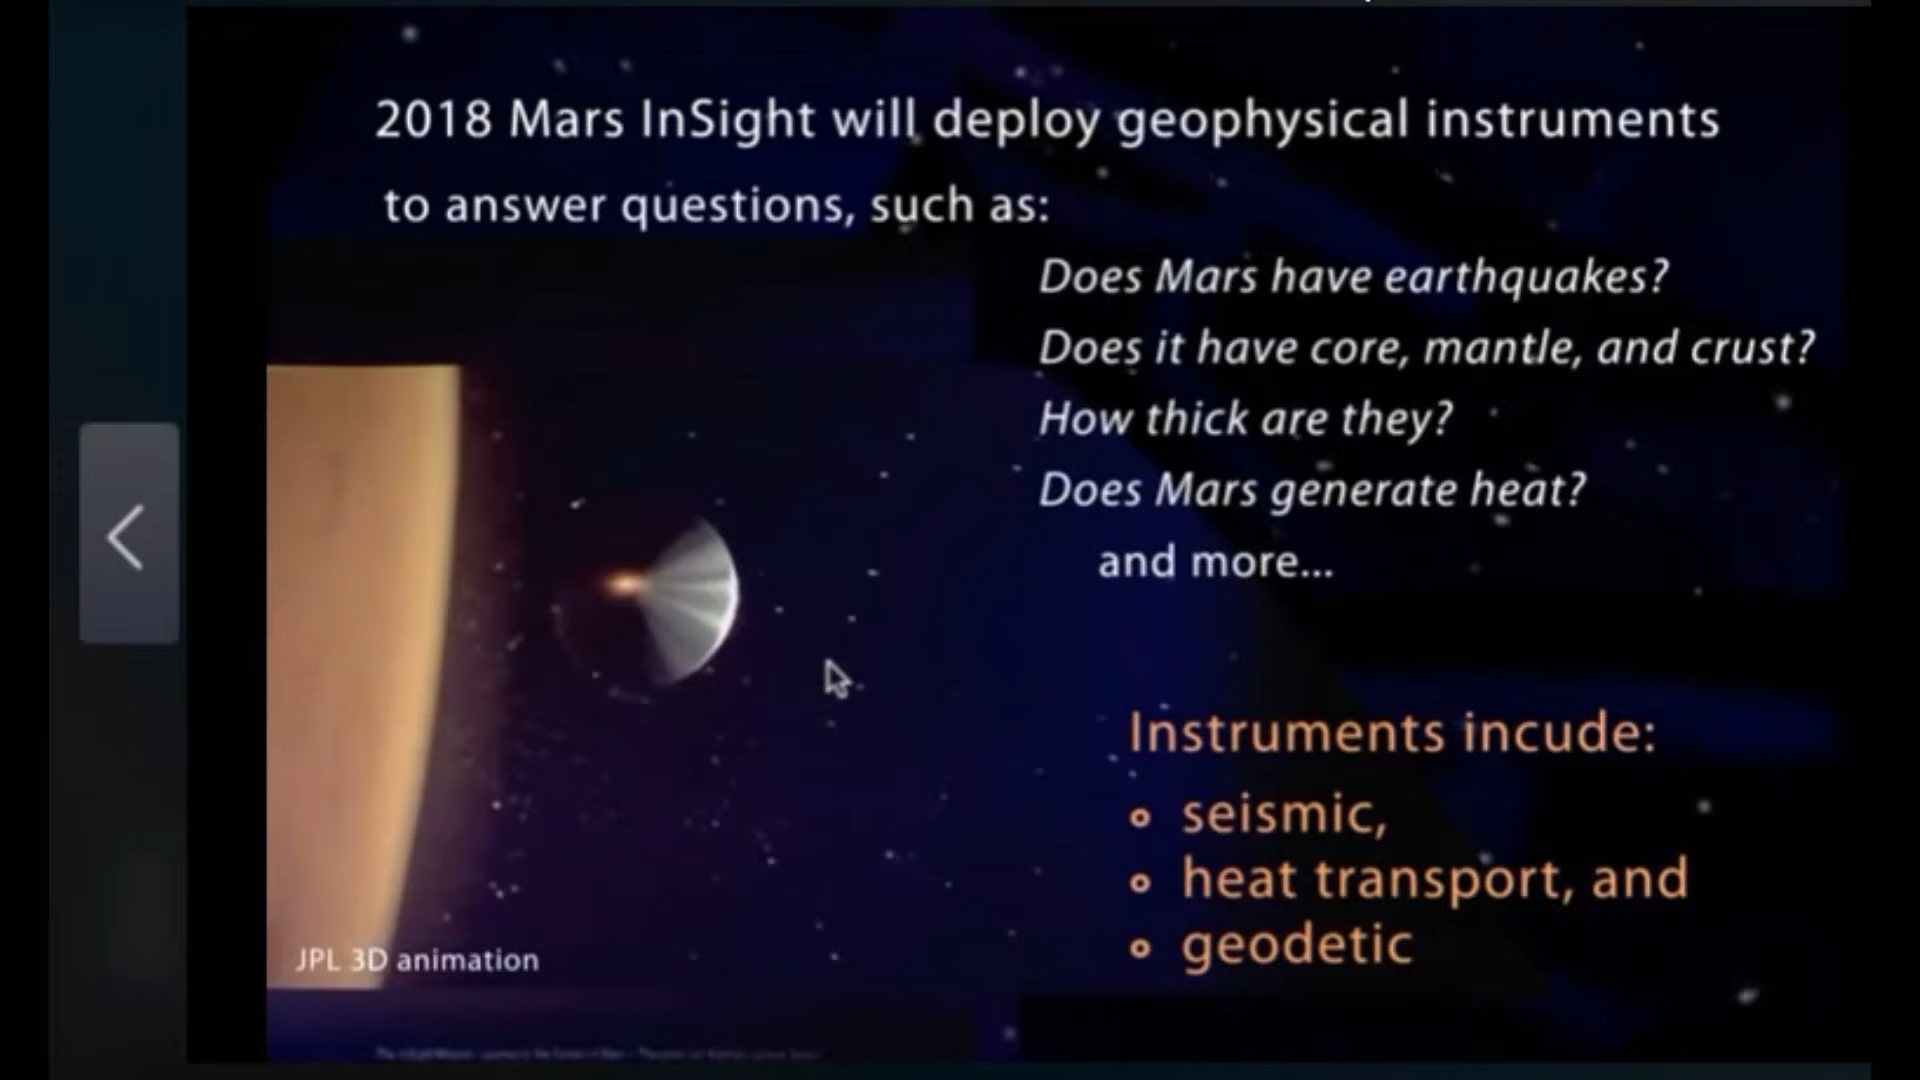 2018 Mars InSight will deploy geophysical instruments
to answer questions, such as:
Does Mars have earthquakes?
Does it have core, mantle, and crust?
How thick are they?
Does Mars generate heat?
and more...
Instruments incude:
seismic,
heat transport, and
geodetic
JPL 3D animation